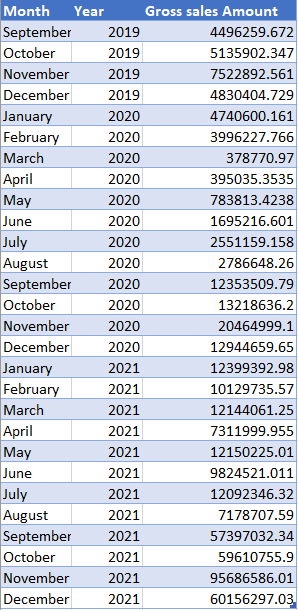 Month Year Gross sales Amount
September 2019 4496259.672
October 2019 5135902.347
November 2019 7522892.561
December 2019 4830404.729
January 2020 4740600.161
February 2020 3996227.766
March 2020 378770.97
April 2020 395035.3535
May 2020 783813.4238
June 2020 1695216.601
July 2020 2551159.158
August 2020 2786648.26
September 2020 12353509.79
October 2020 13218636.2
November 2020 20464999.1
December 2020 12944659.65
January 2021 12399392.98
February 2021 10129735.57
March 2021 12144061.25
April 2021 7311999.955
May 2021 12150225.01
June 2021 9824521.011
July 2021 12092346.32
August 2021 7178707.59
September 2021 57397032.34
October 2021 59610755.9
November 2021 95686586.01
December 2021 60156297.03